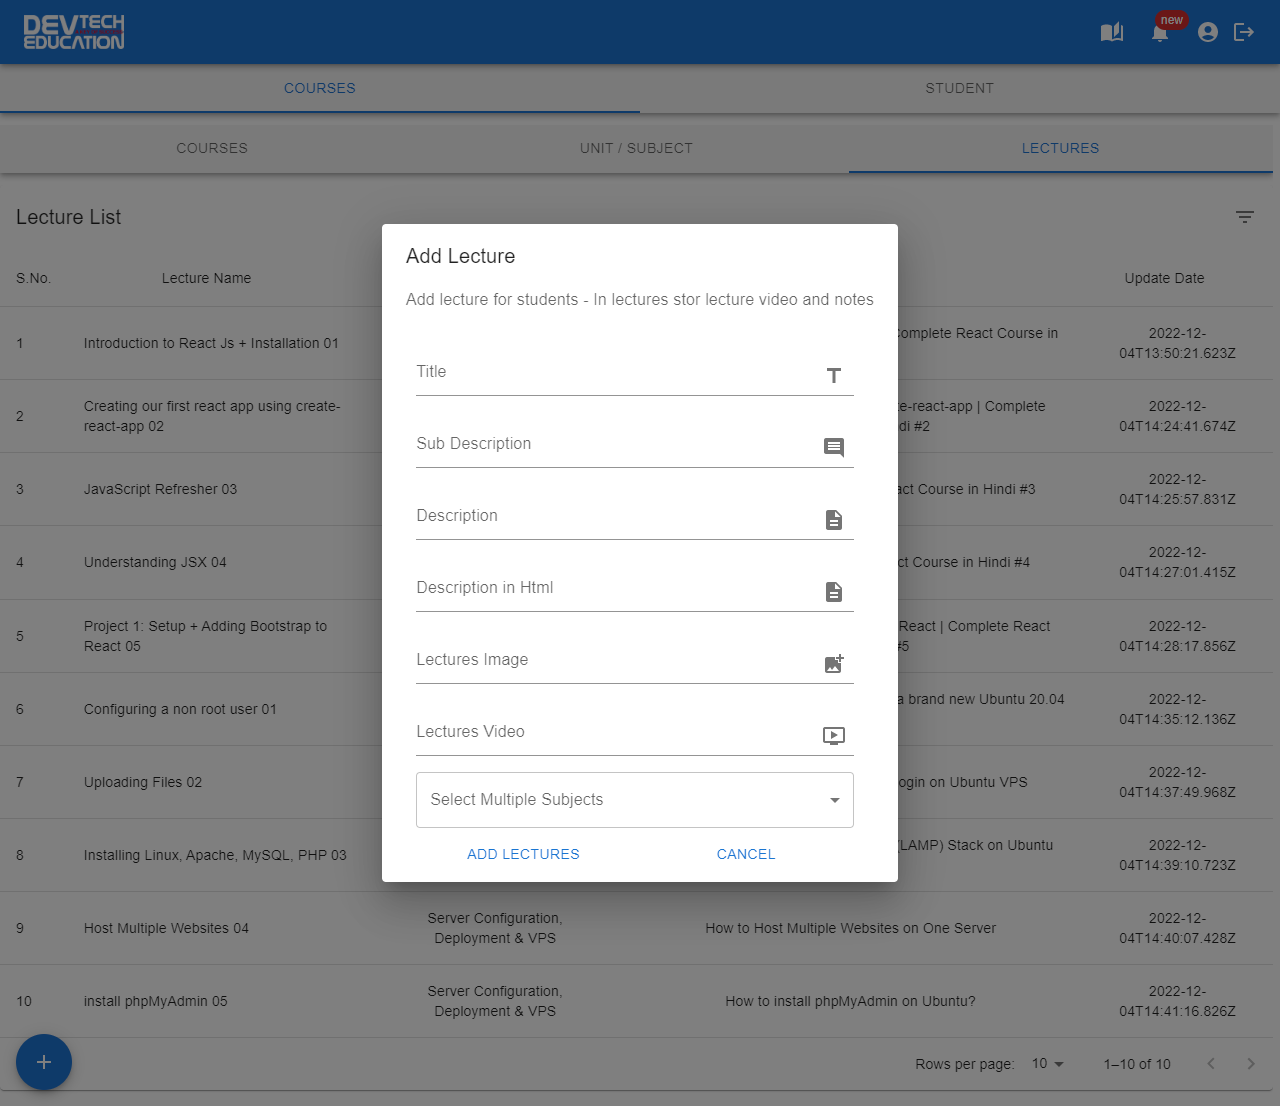 DEVTECH
EDUCATION
new
COURSES
STUDENT
COURSES
UNIT / SUBJECT
LECTURES
Lecture List
S.No.
Lecture Name
Update Date
1
Introduction to React Js + Installation 01
Complete React Course in
2022-12-
04T13:50:21.623Z
2
Creating our first react app using create-
react-app 02
te-react-app | Complete
di #2
2022-12-
04T14:24:41.674Z
3
JavaScript Refresher 03
act Course in Hindi #3
2022-12-
04T14:25:57.831Z
4
Understanding JSX 04
ct Course in Hindi #4
2022-12-
04T14:27:01.415Z
5
Project 1: Setup + Adding Bootstrap to
React 05
React | Complete React
#5
2022-12-
04T14:28:17.856Z
6
Configuring a non root user 01
a brand new Ubuntu 20.04
2022-12-
04T14:35:12.136Z
7
Uploading Files 02
ogin on Ubuntu VPS
2022-12-
04T14:37:49.968Z
8
Installing Linux, Apache, MySQL, PHP 03
(LAMP) Stack on Ubuntu
2022-12-
04T14:39:10.723Z
9
Host Multiple Websites 04
Server Configuration,
Deployment & VPS
How to Host Multiple Websites on One Server
2022-12-
04T14:40:07.428Z
10
install phpMyAdmin 05
Server Configuration,
Deployment & VPS
How to install phpMyAdmin on Ubuntu?
2022-12-
04T14:41:16.826Z
Rows per page:
10
1–10 of 10
Add Lecture
Add lecture for students - In lectures stor lecture video and notes
Title
Sub Description
Description
Description in Html
Lectures Image
Lectures Video
Select Multiple Subjects
ADD LECTURES
CANCEL